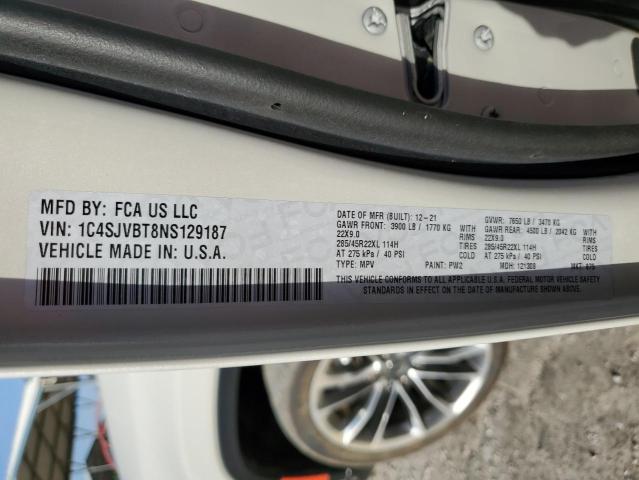 MFD BY: FCA US LLC
VIN: 1C4SJVBT8NS129187
VEHICLE MADE IN: U.S.A.
DATE OF MFR (BUILT): 12-21 GVWR: 7650 LB / 3470 KG
GAWR FRONT: 3900 LB / 1770 KG GAWR REAR: 4500 LB / 2042 KG
22X9.0 RIMS 22X9.0 RIMS
285/45R22XL 114H TIRES 285/45R22XL 114H TIRES
AT 275 kPa / 40 PSI COLD AT 275 kPa / 40 PSI COLD
TYPE: MPV PAINT: PW2 MDH: 121308 MKT: 875
THIS VEHICLE CONFORMS TO ALL APPLICABLE U.S.A. FEDERAL MOTOR VEHICLE SAFETY
STANDARDS IN EFFECT ON THE DATE OF MANUFACTURE SHOWN ABOVE.